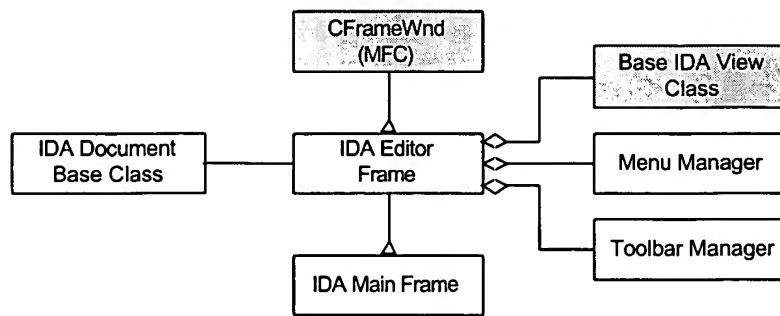 CFrameWnd
(MFC)
Base IDA View
Class
IDA Document
Base Class
IDA Editor
Frame
Menu Manager
Toolbar Manager
IDA Main Frame